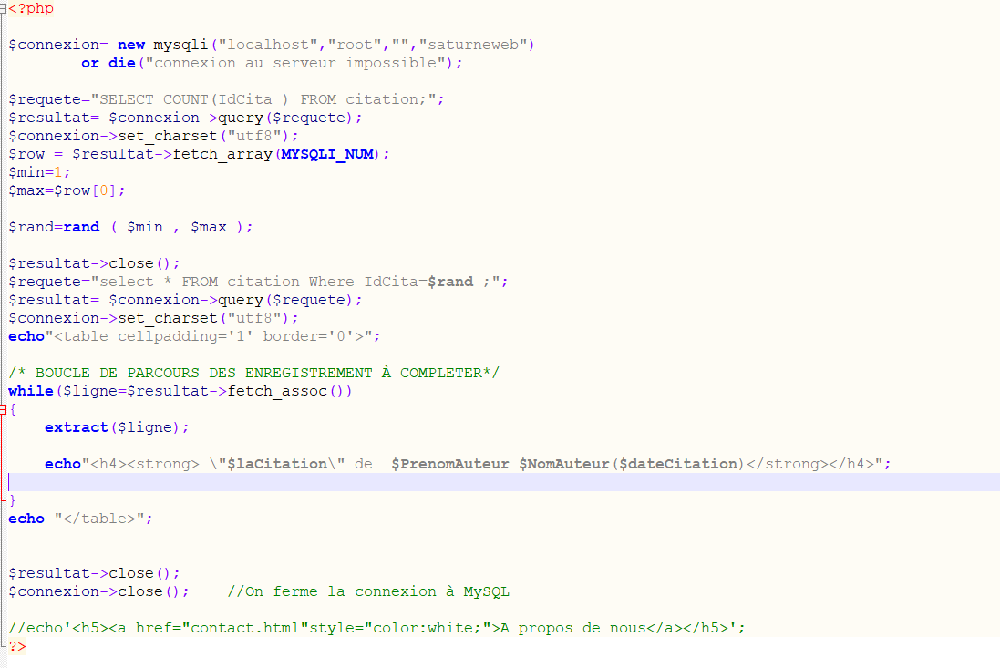 <?php
$connexion= new mysqli("localhost","root","","saturneweb")
or die("connexion au serveur impossible");
$requete="SELECT COUNT(IdCita ) FROM citation;";
$resultat= $connexion->query($requete);
$connexion->set_charset("utf8");
$row = $resultat->fetch_array(MYSQLI_NUM);
$min=1;
$max=$row[0];
$rand=rand ( $min , $max );
$resultat->close();
$requete="select * FROM citation Where IdCita=$rand ;";
$resultat= $connexion->query($requete);
$connexion->set_charset("utf8");
echo"<table cellpadding='1' border='0'>";
/* BOUCLE DE PARCOURS DES ENREGISTREMENT À COMPLETER*/
while($ligne=$resultat->fetch_assoc())
{
extract($ligne);
echo"<h4><strong> \"$laCitation\" de  $PrenomAuteur $NomAuteur($dateCitation)</strong></h4>";
}
echo "</table>";
$resultat->close();
$connexion->close();    //On ferme la connexion à MySQL
//echo'<h5><a href="contact.html"style="color:white;">A propos de nous</a></h5>';
?>